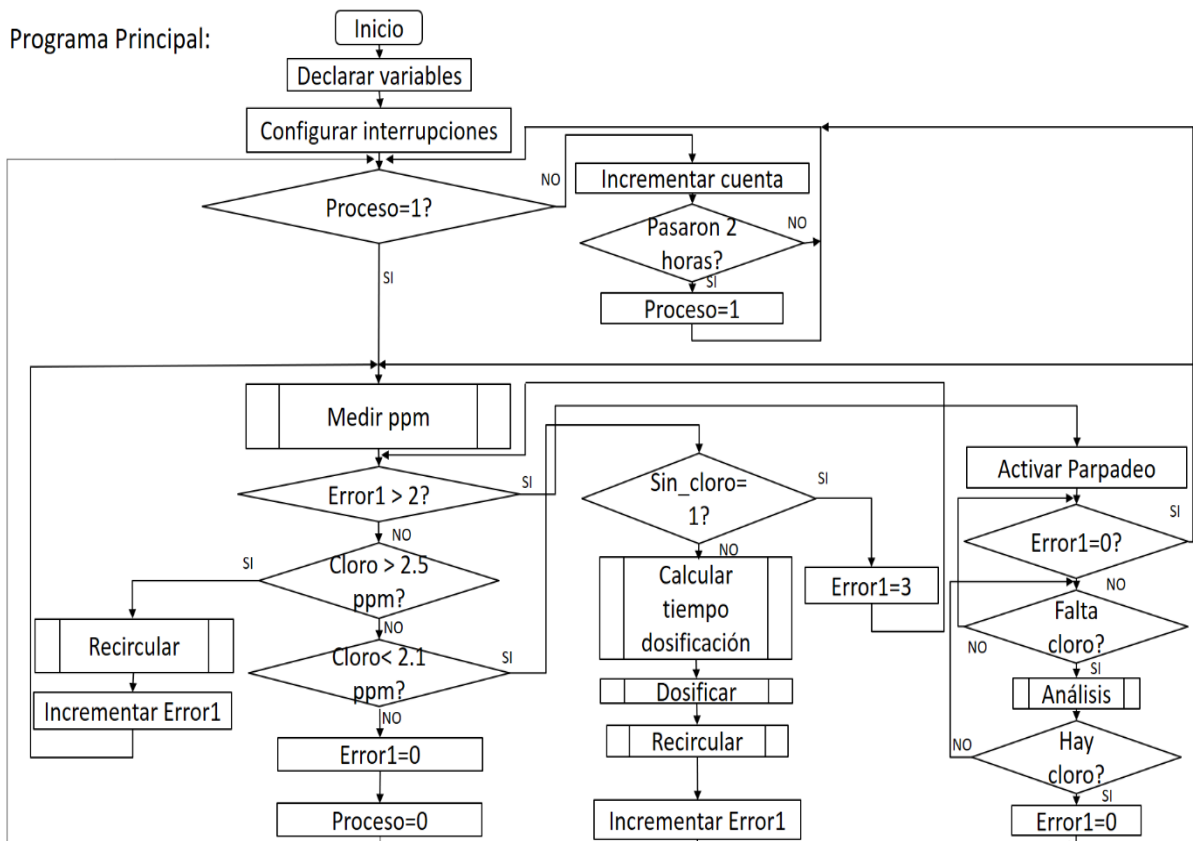 Programa Principal:
Inicio
Declarar variables
Configurar interrupciones
Proceso=1?
NO
SI
Incrementar cuenta
Pasaron 2
horas?
NO
SI
Proceso=1
Medir ppm
Error1 > 2?
SI
NO
Cloro > 2.5
ppm?
SI
NO
Recircular
Incrementar Error1
Cloro< 2.1
ppm?
SI
NO
Error1=0
Proceso=0
Sin_cloro=
1?
SI
NO
Error1=3
Calcular
tiempo
dosificación
Dosificar
Recircular
Incrementar Error1
Activar Parpadeo
Error1=0?
SI
NO
Falta
cloro?
NO
SI
Análisis
Hay
cloro?
NO
SI
Error1=0